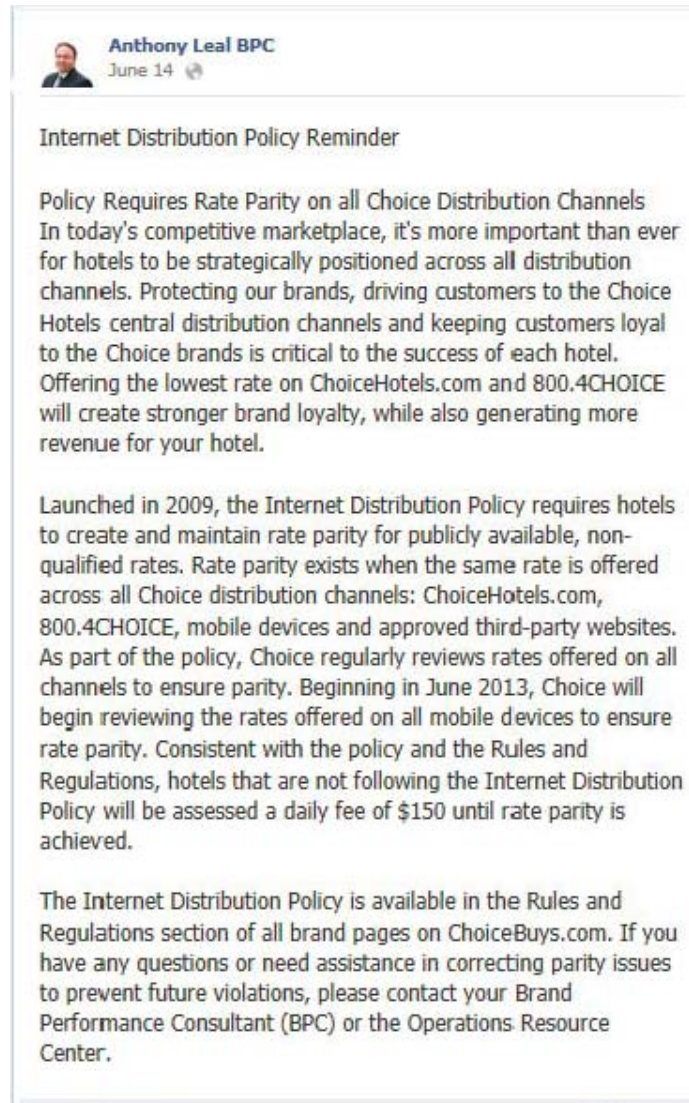 Anthony Leal BPC
June 14
Internet Distribution Policy Reminder
Policy Requires Rate Parity on all Choice Distribution Channels
In today's competitive marketplace, it's more important than ever
for hotels to be strategically positioned across all distribution
channels. Protecting our brands, driving customers to the Choice
Hotels central distribution channels and keeping customers loyal
to the Choice brands is critical to the success of each hotel.
Offering the lowest rate on ChoiceHotels.com and 800.4CHOICE
will create stronger brand loyalty, while also generating more
revenue for your hotel.
Launched in 2009, the Internet Distribution Policy requires hotels
to create and maintain rate parity for publicly available, non-
qualified rates. Rate parity exists when the same rate is offered
across all Choice distribution channels: ChoiceHotels.com,
800.4CHOICE, mobile devices and approved third-party websites.
As part of the policy, Choice regularly reviews rates offered on all
channels to ensure parity. Beginning in June 2013, Choice will
begin reviewing the rates offered on all mobile devices to ensure
rate parity. Consistent with the policy and the Rules and
Regulations, hotels that are not following the Internet Distribution
Policy will be assessed a daily fee of $150 until rate parity is
achieved.
The Internet Distribution Policy is available in the Rules and
Regulations section of all brand pages on ChoiceBuys.com. If you
have any questions or need assistance in correcting parity issues
to prevent future violations, please contact your Brand
Performance Consultant (BPC) or the Operations Resource
Center.